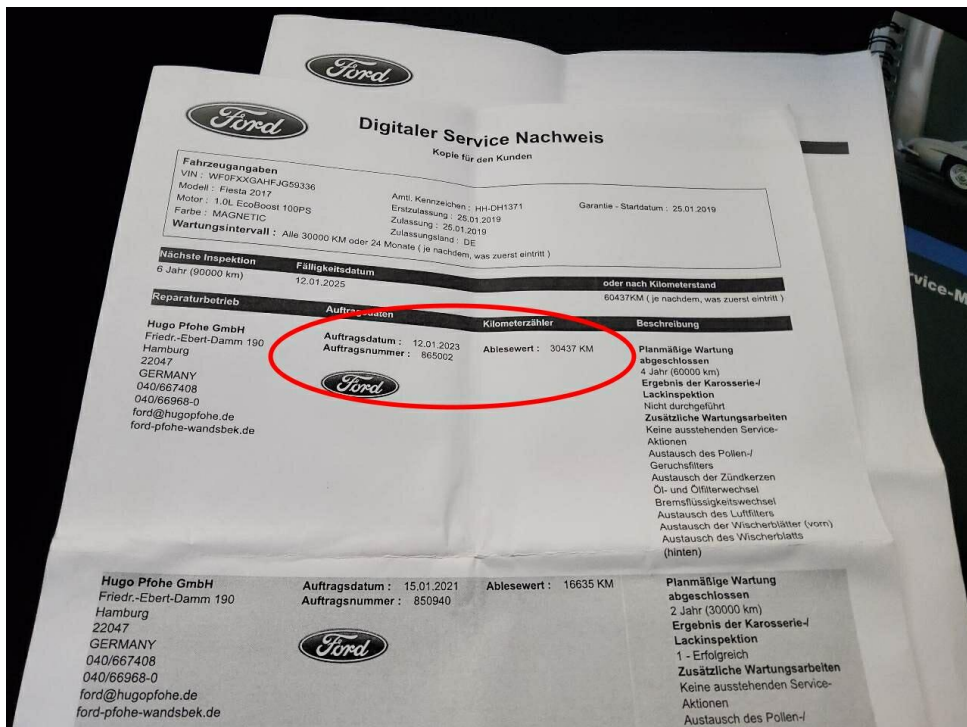 Ford
Ford
Digitaler Service Nachweis
Kopie für den Kunden
Fahrzeugangaben
VIN : WF0FXXGAHFJG59336
Modell : Fiesta 2017
Motor : 1.0L EcoBoost 100PS
Farbe : MAGNETIC
Amtl. Kennzeichen : HH-DH1371
Erstzulassung : 25.01.2019
Zulassung : 25.01.2019
Zulassungsland : DE
Garantie - Startdatum : 25.01.2019
Wartungsintervall : Alle 30000 KM oder 24 Monate ( je nachdem, was zuerst eintritt )
Nächste Inspektion Fälligkeitsdatum oder nach Kilometerstand
6 Jahr (90000 km) 12.01.2025 60437KM ( je nachdem, was zuerst eintritt )
Reparaturbetrieb Auftragsdaten Kilometerzähler Beschreibung
Hugo Pfohe GmbH
Friedr.-Ebert-Damm 190
Hamburg
22047
GERMANY
040/667408
040/66968-0
ford@hugopfohe.de
ford-pfohe-wandsbek.de
Auftragsdatum : 12.01.2023
Auftragsnummer : 865002
Ford
Ablesewert : 30437 KM
Planmäßige Wartung
abgeschlossen
4 Jahr (60000 km)
Ergebnis der Karosserie-/
Lackinspektion
Nicht durchgeführt
Zusätzliche Wartungsarbeiten
Keine ausstehenden Service-
Aktionen
Austausch des Pollen-/
Geruchsfilters
Austausch der Zündkerzen
Öl- und Ölfilterwechsel
Bremsflüssigkeitswechsel
Austausch des Luftfilters
Austausch der Wischerblätter (vorn)
Austausch des Wischerblatts
(hinten)
Hugo Pfohe GmbH
Friedr.-Ebert-Damm 190
Hamburg
22047
GERMANY
040/667408
040/66968-0
ford@hugopfohe.de
ford-pfohe-wandsbek.de
Auftragsdatum : 15.01.2021
Auftragsnummer : 850940
Ford
Ablesewert : 16635 KM
Planmäßige Wartung
abgeschlossen
2 Jahr (30000 km)
Ergebnis der Karosserie-/
Lackinspektion
1 - Erfolgreich
Zusätzliche Wartungsarbeiten
Keine ausstehenden Service-
Aktionen
Austausch des Pollen-/
rvice-M